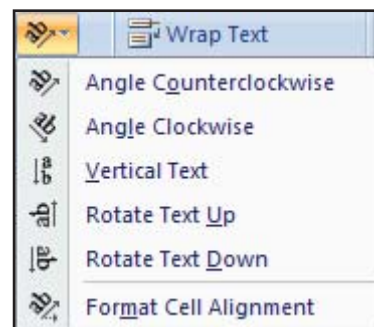 Wrap Text
Angle Counterclockwise
Angle Clockwise
Vertical Text
Rotate Text Up
Rotate Text Down
Format Cell Alignment